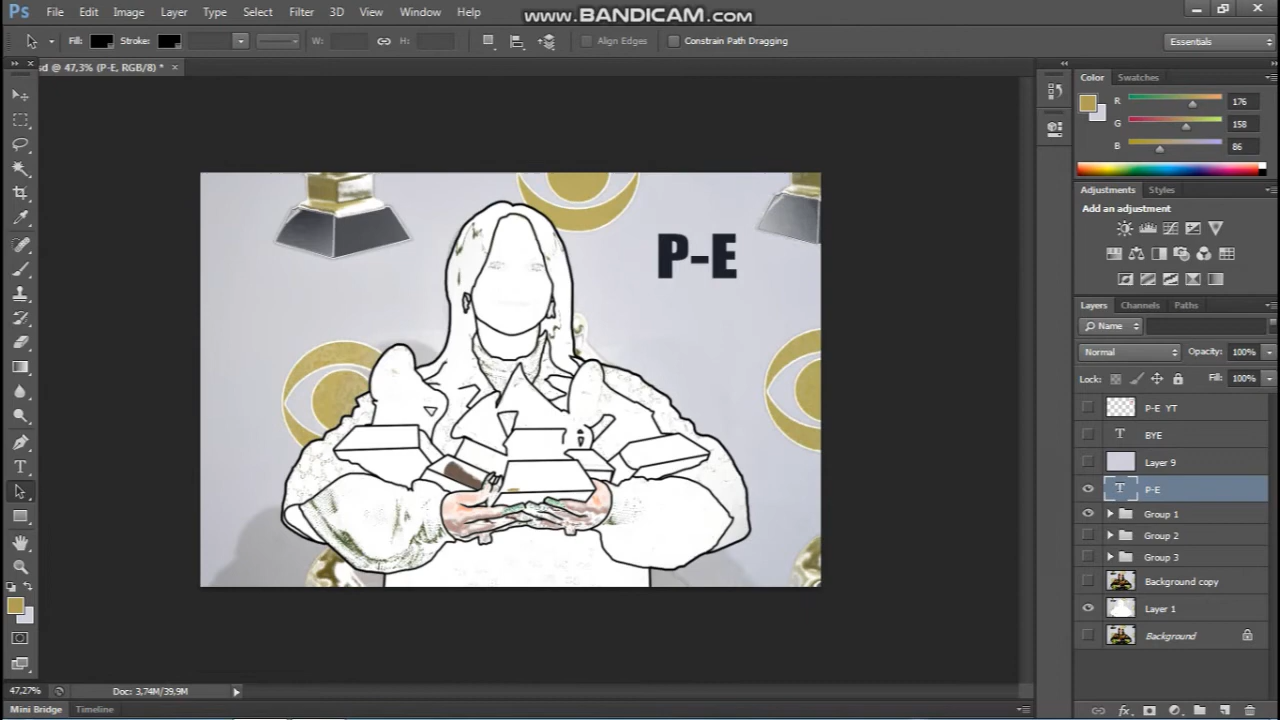 Ps File Edit Image Layer Type Select Filter 3D View Window Help
www.BANDICAM.com
Fill: Stroke: W: H: Align Edges Constrain Path Dragging Essentials
sd @ 47,3% (P-E, RGB/8) * ×
Color Swatches
R 176
G 158
B 86
Adjustments Styles
Add an adjustment
Layers Channels Paths
Name
Normal Opacity: 100%
Lock: Fill: 100%
P-E YT
T BYE
Layer 9
T P-E
Group 1
Group 2
Group 3
Background copy
Layer 1
Background
P-E
47,27% Doc: 3,74M/39,9M
Mini Bridge Timeline